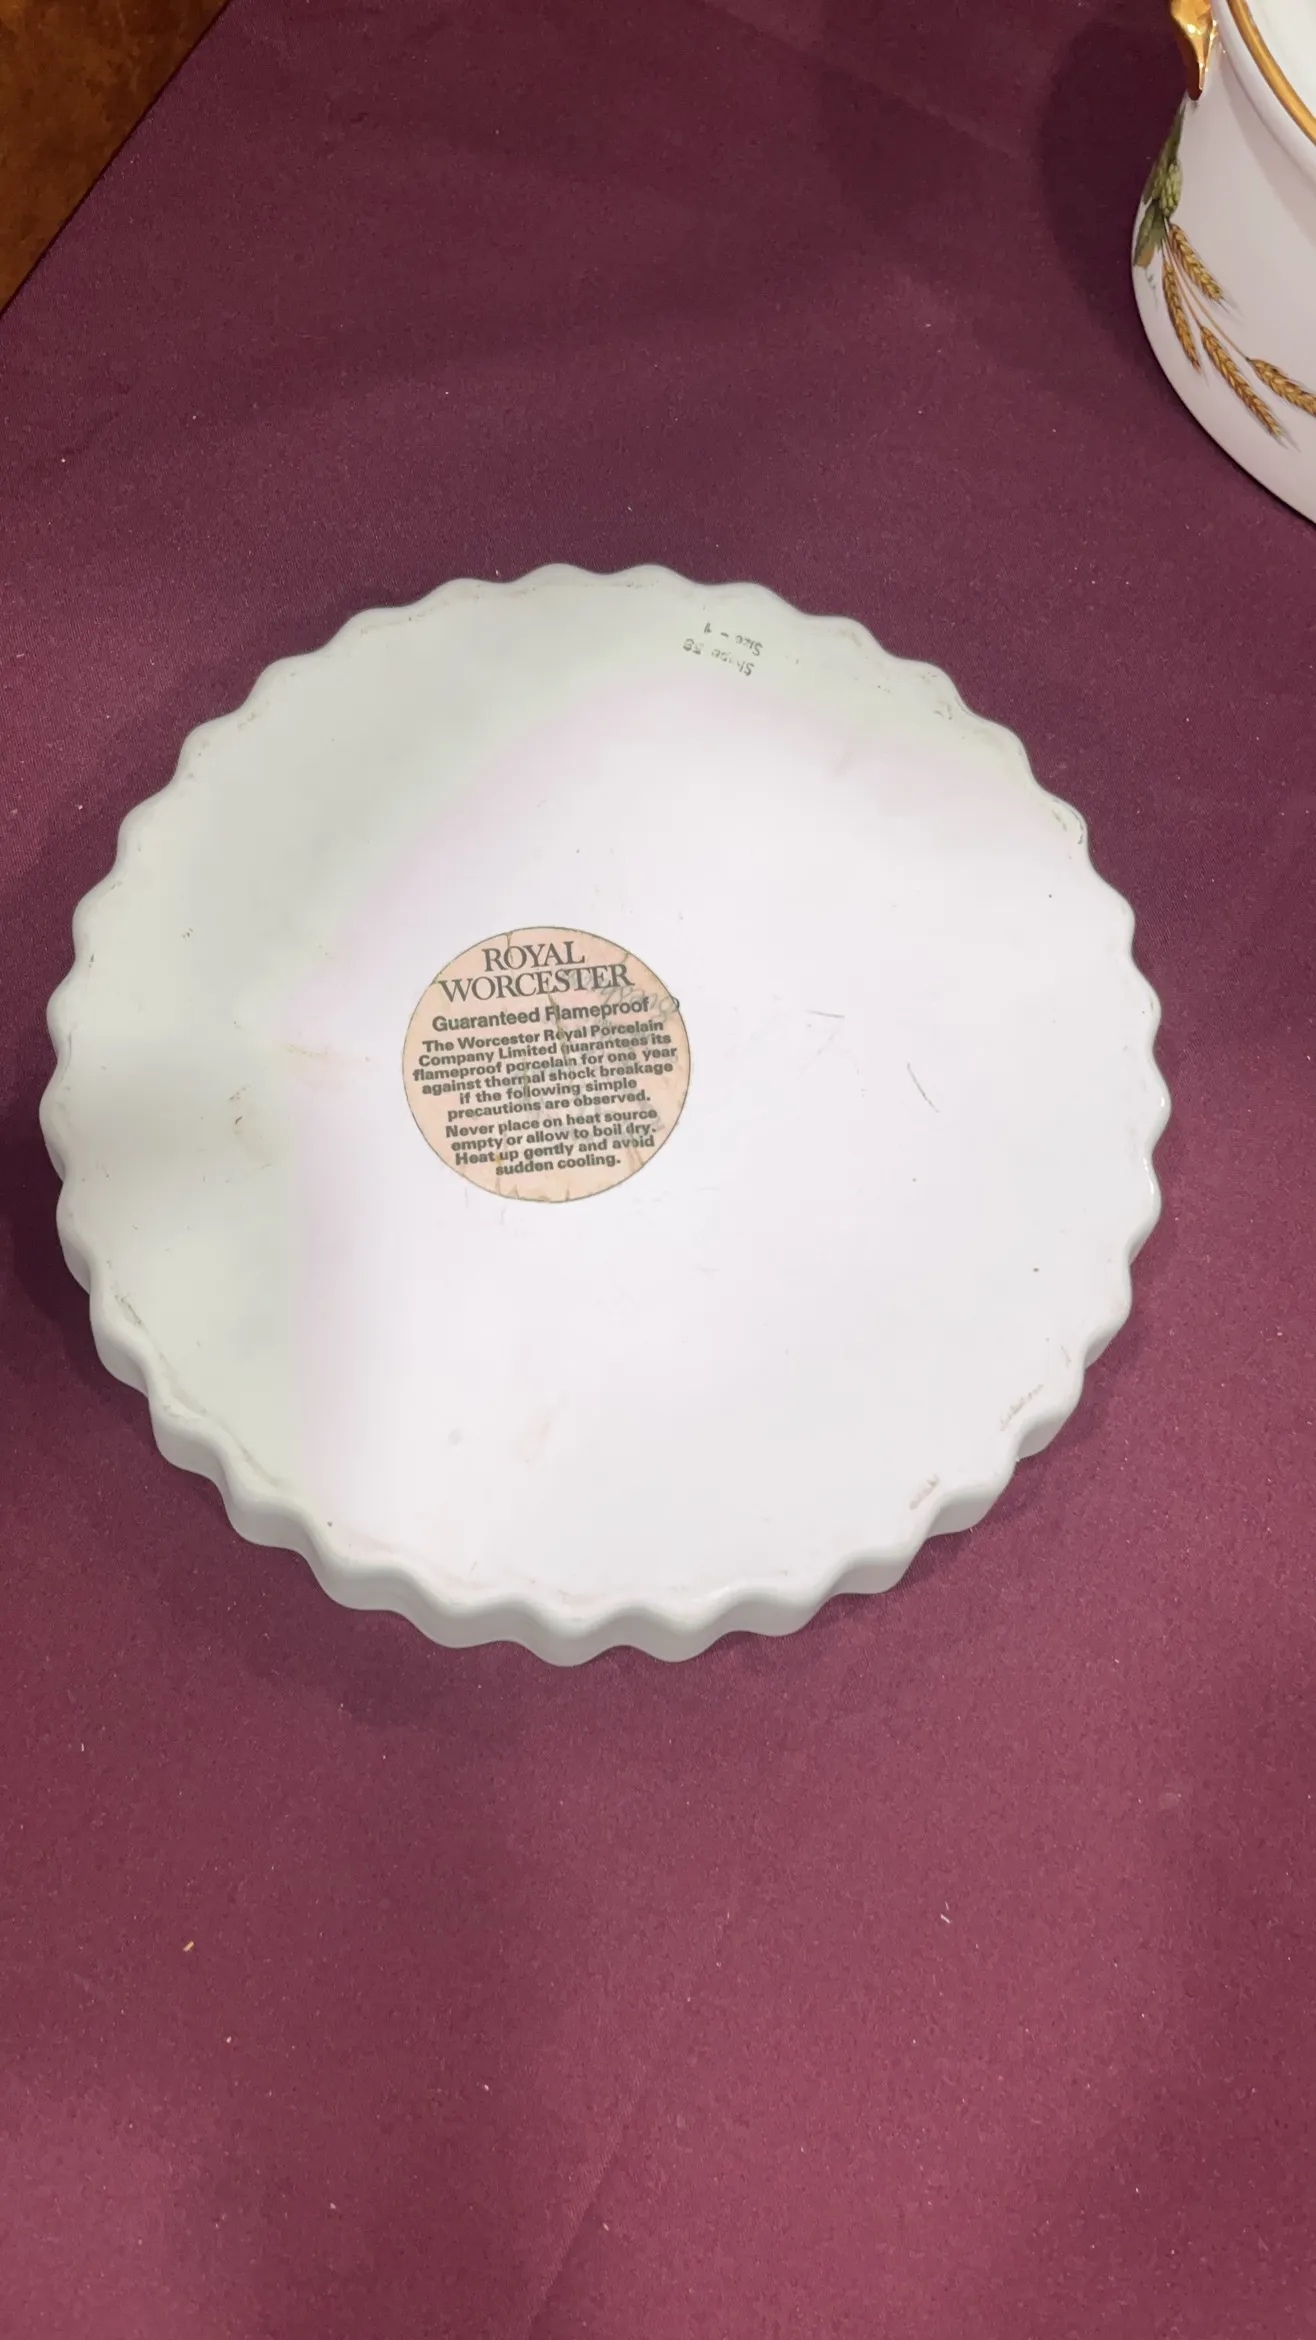 Size - 1
Shape
ROYAL
WORCESTER
Guaranteed Flameproof
The Worcester Royal Porcelain
Company Limited guarantees its
flameproof porcelain for one year
against thermal shock breakage
if the following simple
precautions are observed.
Never place on heat source
empty or allow to boil dry.
Heat up gently and avoid
sudden cooling.